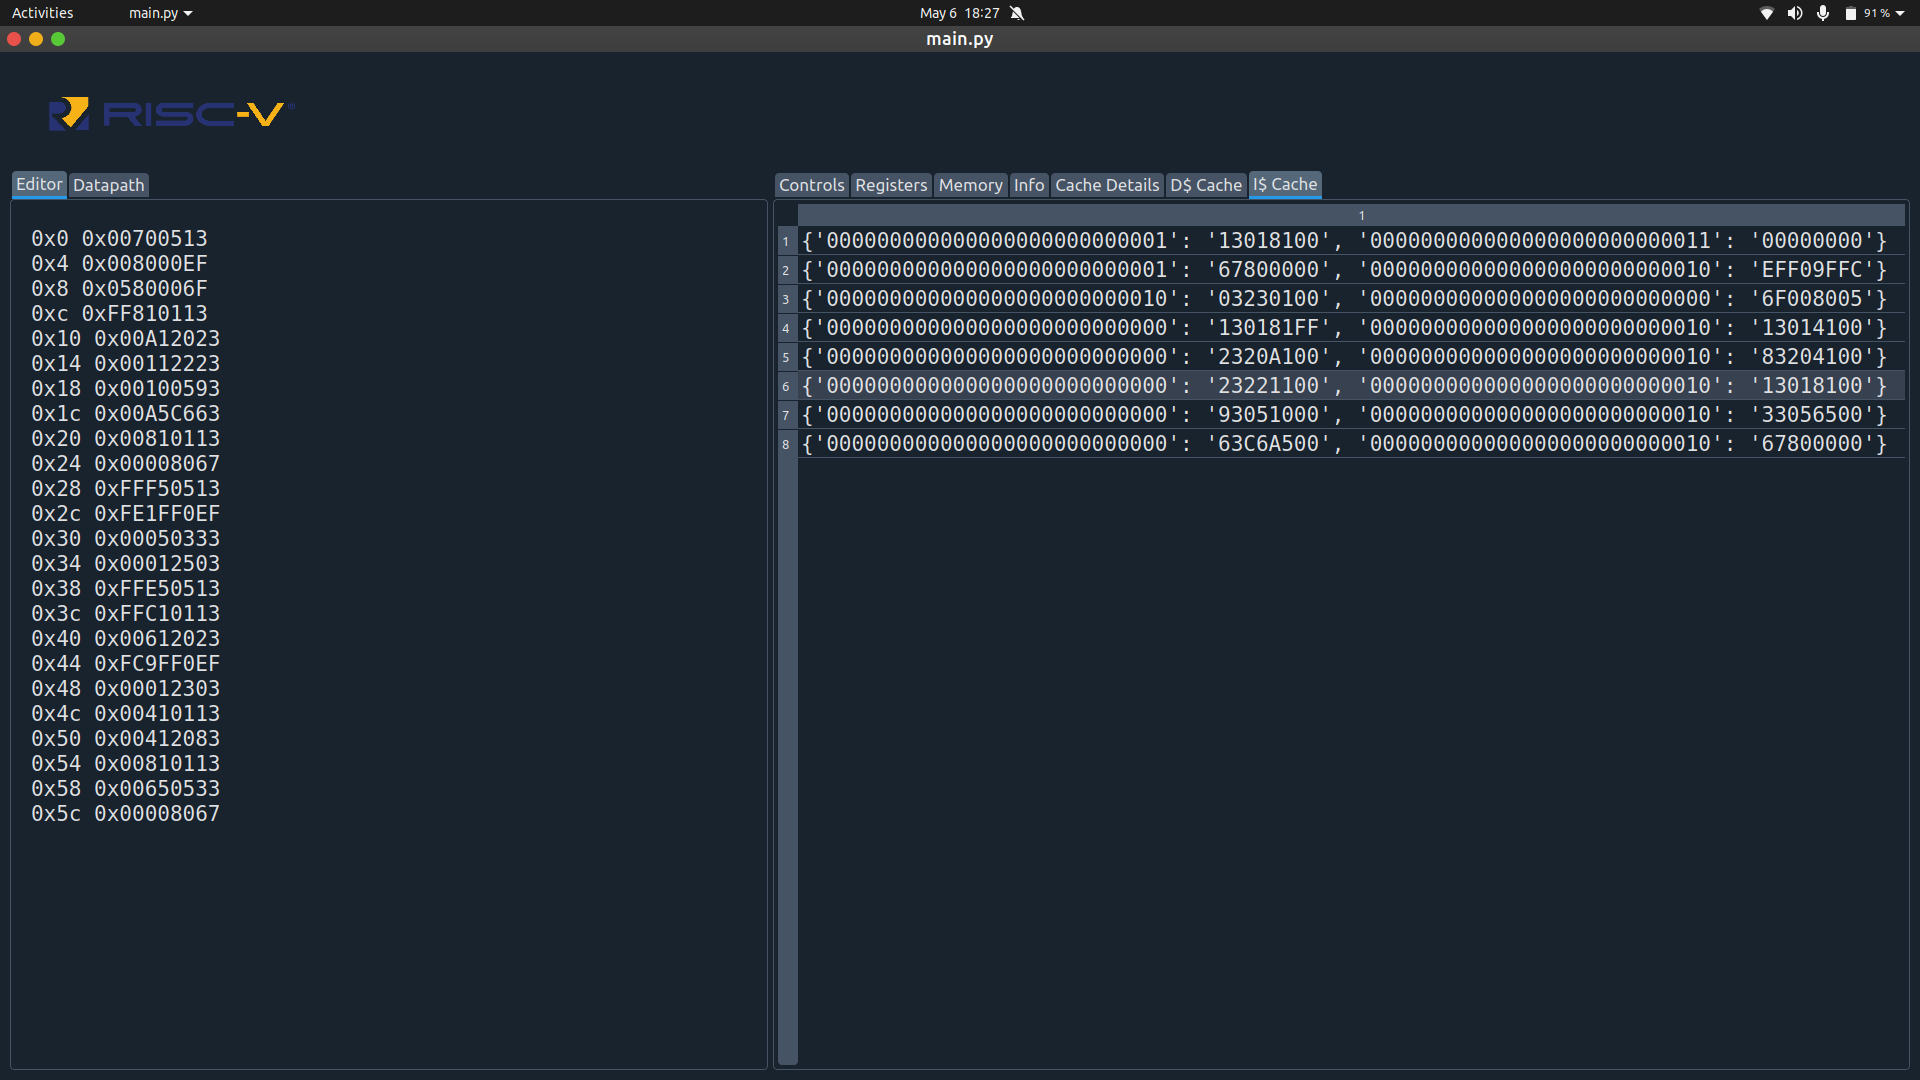 Activities main.py May 6 18:27 91 %
main.py
RISC-V®
Editor Datapath
0x0 0x00700513
0x4 0x008000EF
0x8 0x0580006F
0xc 0xFF810113
0x10 0x00A12023
0x14 0x00112223
0x18 0x00100593
0x1c 0x00A5C663
0x20 0x00810113
0x24 0x00008067
0x28 0xFFF50513
0x2c 0xFE1FF0EF
0x30 0x00050333
0x34 0x00012503
0x38 0xFFE50513
0x3c 0xFFC10113
0x40 0x00612023
0x44 0xFC9FF0EF
0x48 0x00012303
0x4c 0x00410113
0x50 0x00412083
0x54 0x00810113
0x58 0x00650533
0x5c 0x00008067
Controls Registers Memory Info Cache Details D$ Cache I$ Cache
1
1 {'000000000000000000000000001': '13018100', '000000000000000000000000011': '00000000'}
2 {'000000000000000000000000001': '67800000', '000000000000000000000000010': 'EFF09FFC'}
3 {'000000000000000000000000010': '03230100', '000000000000000000000000000': '6F008005'}
4 {'000000000000000000000000000': '130181FF', '000000000000000000000000010': '13014100'}
5 {'000000000000000000000000000': '2320A100', '000000000000000000000000010': '83204100'}
6 {'000000000000000000000000000': '23221100', '000000000000000000000000010': '13018100'}
7 {'000000000000000000000000000': '93051000', '000000000000000000000000010': '33056500'}
8 {'000000000000000000000000000': '63C6A500', '000000000000000000000000010': '67800000'}